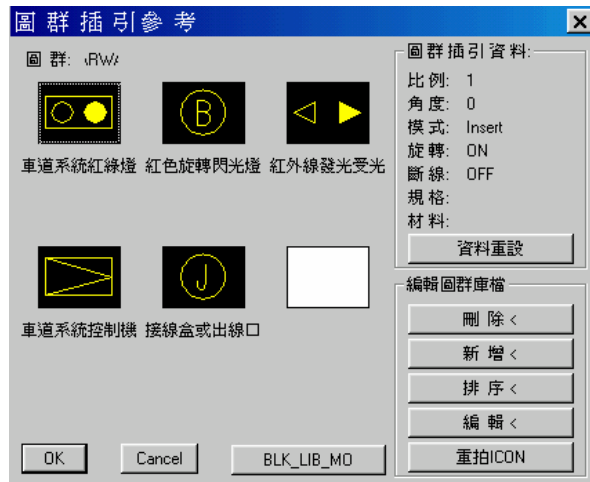 圖 群 插 引 參 考
圖 群: \RW/
B
車道系統紅綠燈 紅色旋轉閃光燈 紅外線發光受光
J
車道系統控制機 接線盒或出線口
OK Cancel BLK_LIB_MO
圖 群 插 引 資 料:
比 例: 1
角 度: 0
模 式: Insert
旋 轉: ON
斷 線: OFF
規 格:
材 料:
資料重設
編輯圖群庫檔
刪 除 <
新 增 <
排 序 <
編 輯 <
重拍ICON